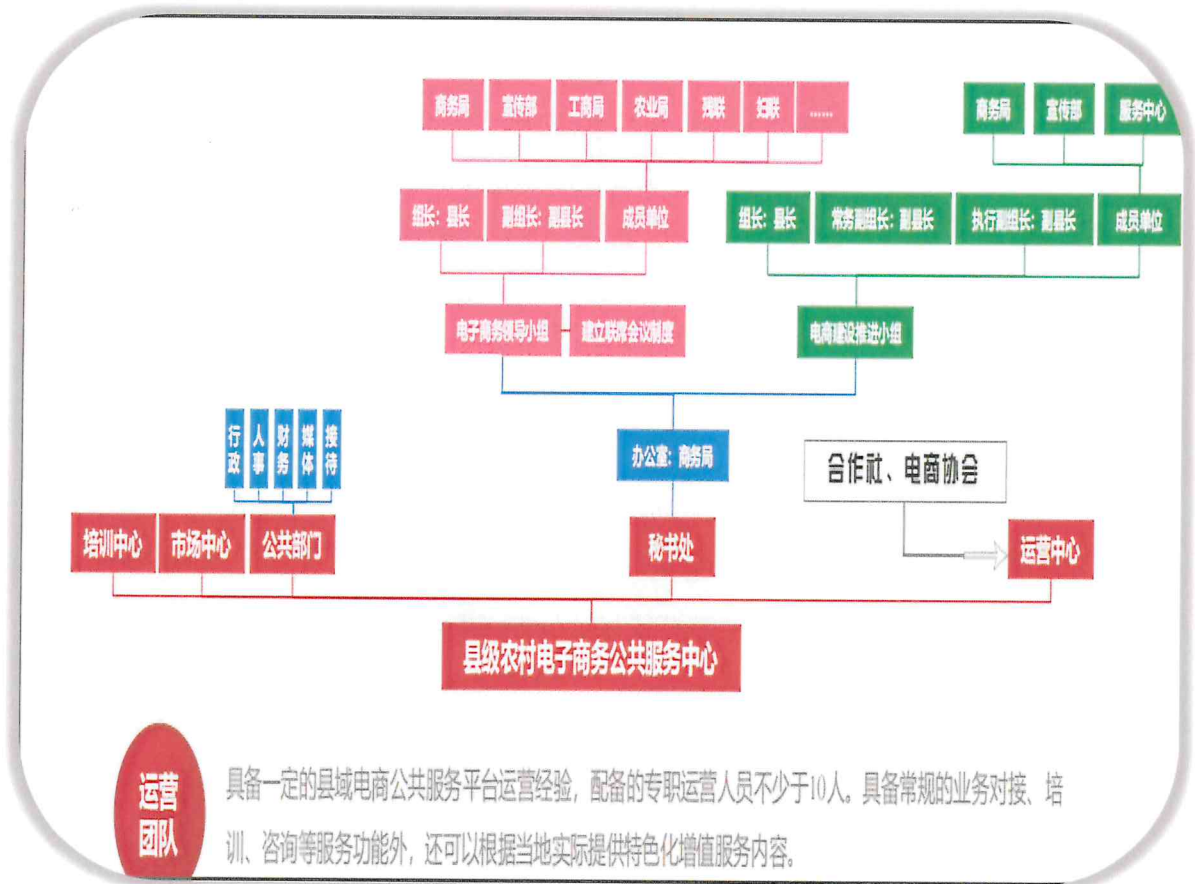 商务局 宣传部 工商局 农业局 残联 妇联 ……
商务局 宣传部 服务中心
组长：县长 副组长：副县长 成员单位
组长：县长 常务副组长：副县长 执行副组长：副县长 成员单位
电子商务领导小组 建立联席会议制度
电商建设推进小组
行政 人事 财务 媒体 接待
办公室：商务局
合作社、电商协会
培训中心 市场中心 公共部门 秘书处 运营中心
县级农村电子商务公共服务中心
运营
团队
具备一定的县域电商公共服务平台运营经验，配备的专职运营人员不少于10人。具备常规的业务对接、培
训、咨询等服务功能外，还可以根据当地实际提供特色化增值服务内容。